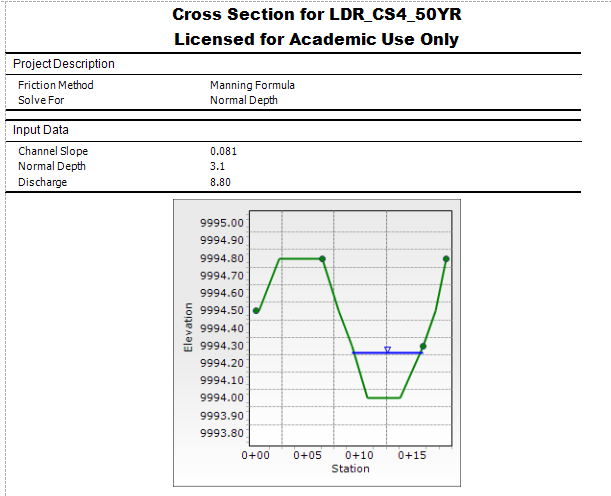 Cross Section for LDR_CS4_50YR
Licensed for Academic Use Only
Project Description
Friction Method Manning Formula
Solve For Normal Depth
Input Data
Channel Slope 0.081
Normal Depth 3.1
Discharge 8.80
9995.00
9994.90
9994.80
9994.70
9994.60
9994.50
9994.40
9994.30
9994.20
9994.10
9994.00
9993.90
9993.80
Elevation
0+00 0+05 0+10 0+15
Station